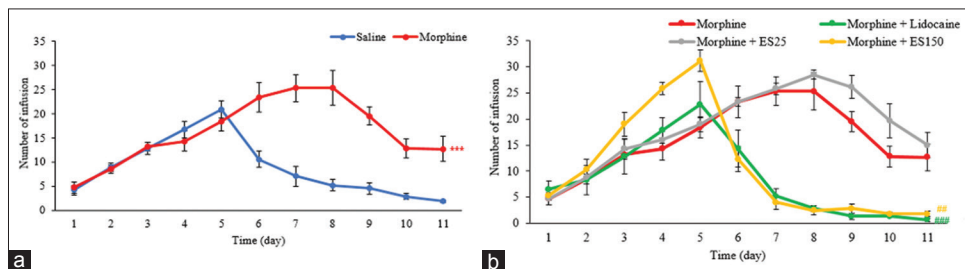 a
Saline Morphine
Number of infusion
35
30
25
20
15
10
5
0
***
1 2 3 4 5 6 7 8 9 10 11
Time (day)
b
Morphine Morphine + Lidocaine
Morphine + ES25 Morphine + ES150
Number of infusion
35
30
25
20
15
10
5
0
##
###
1 2 3 4 5 6 7 8 9 10 11
Time (day)